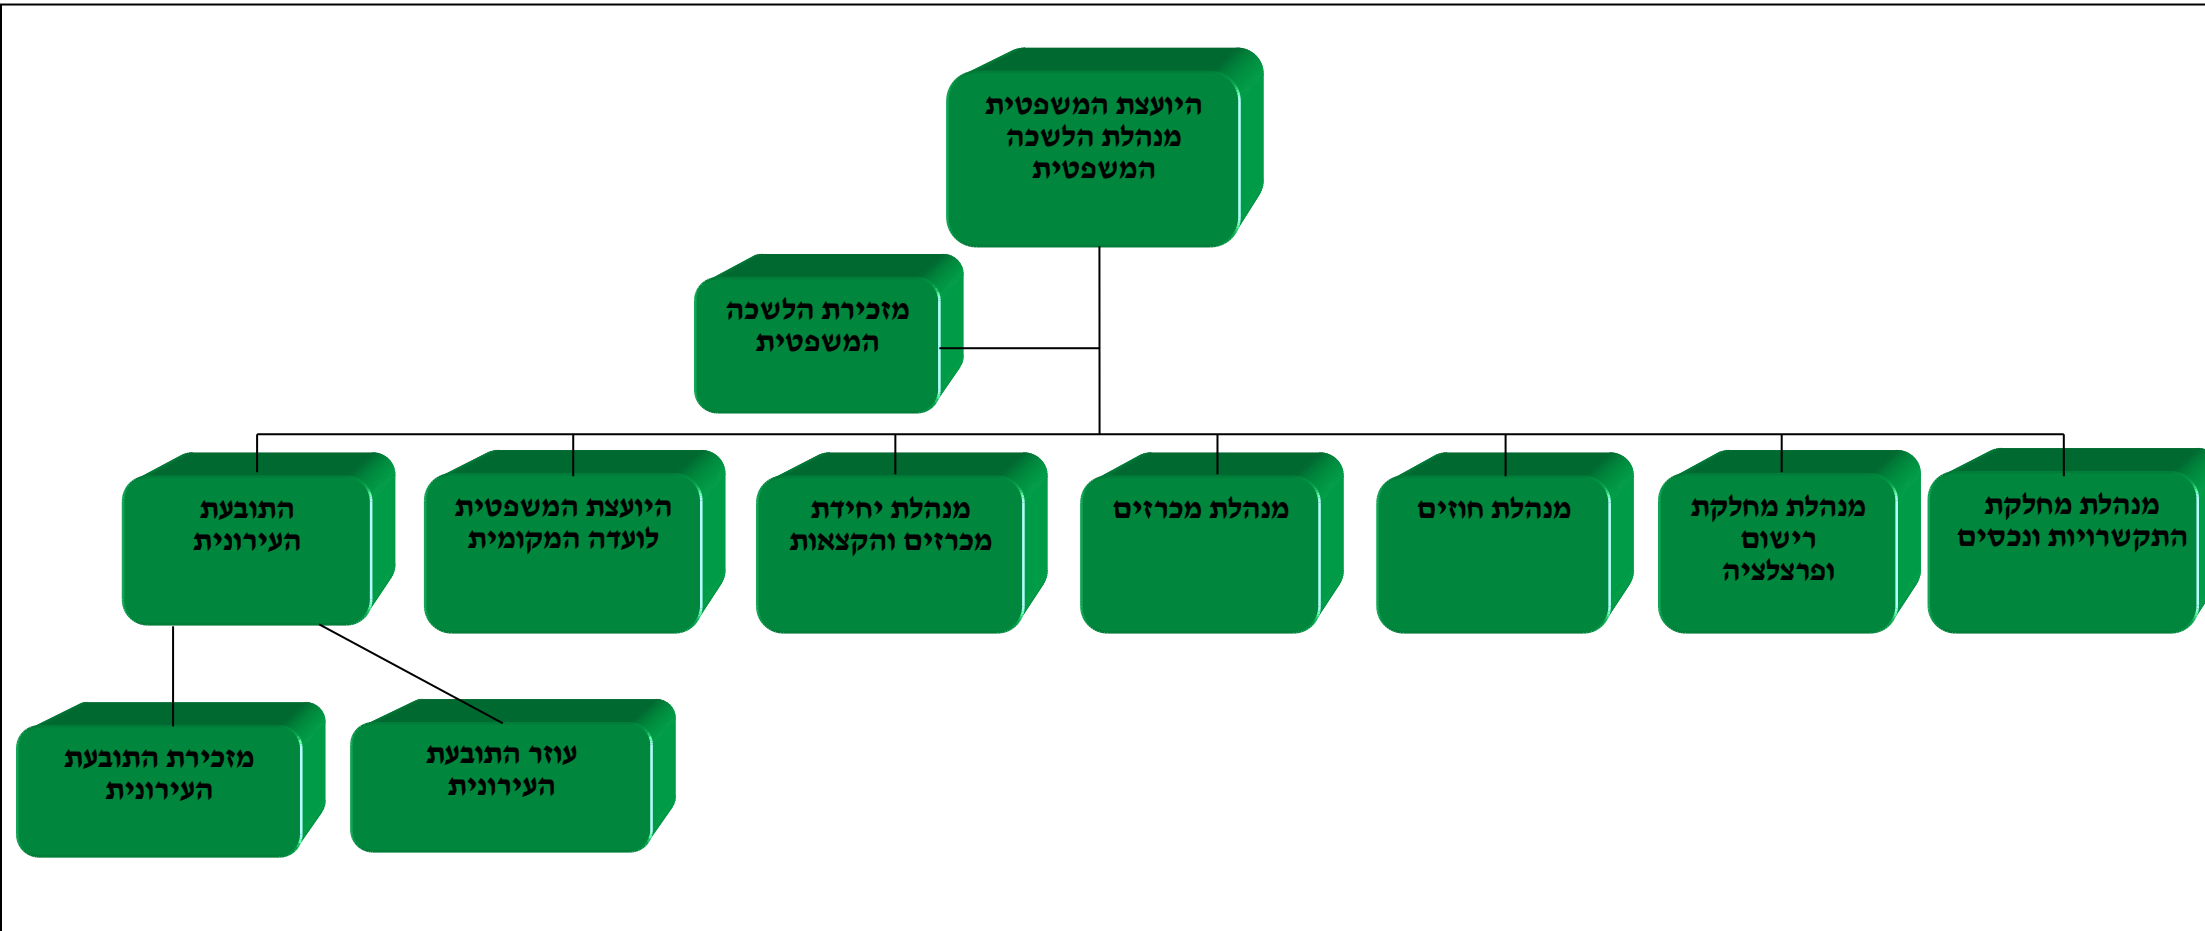 היועצת המשפטית
מנהלת הלשכה
המשפטית
מזכירת הלשכה
המשפטית
מנהלת מחלקת
התקשרויות ונכסים
מנהלת מחלקת
רישום
ופרצלציה
מנהלת חוזים
מנהלת מכרזים
מנהלת יחידת
מכרזים והקצאות
היועצת המשפטית
לועדה המקומית
התובעת
העירונית
עוזר התובעת
העירונית
מזכירת התובעת
העירונית